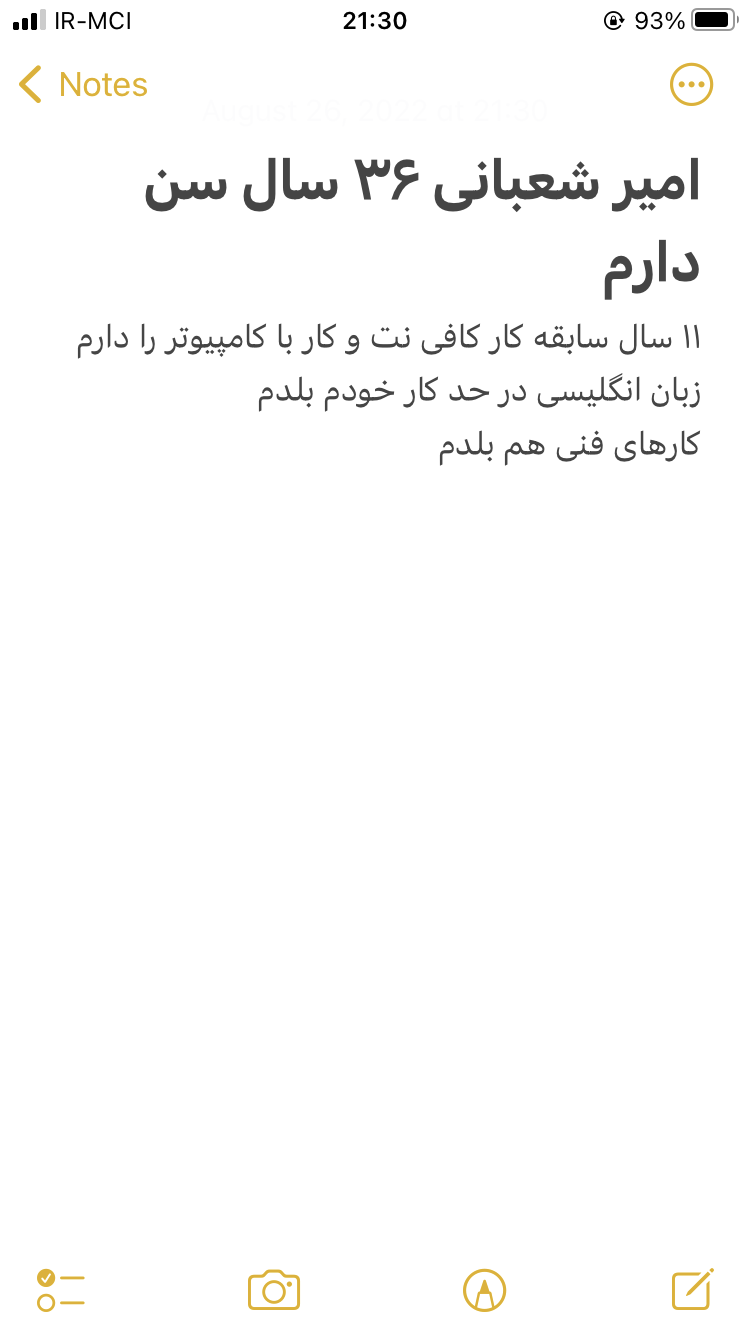 IR-MCI 21:30 93%
Notes
August 28, 2022 at 21:30
امیر شعبانی ۳۶ سال سن
دارم
۱۱ سال سابقه کار کافی نت و کار با کامپیوتر را دارم
زبان انگلیسی در حد کار خودم بلدم
کارهای فنی هم بلدم